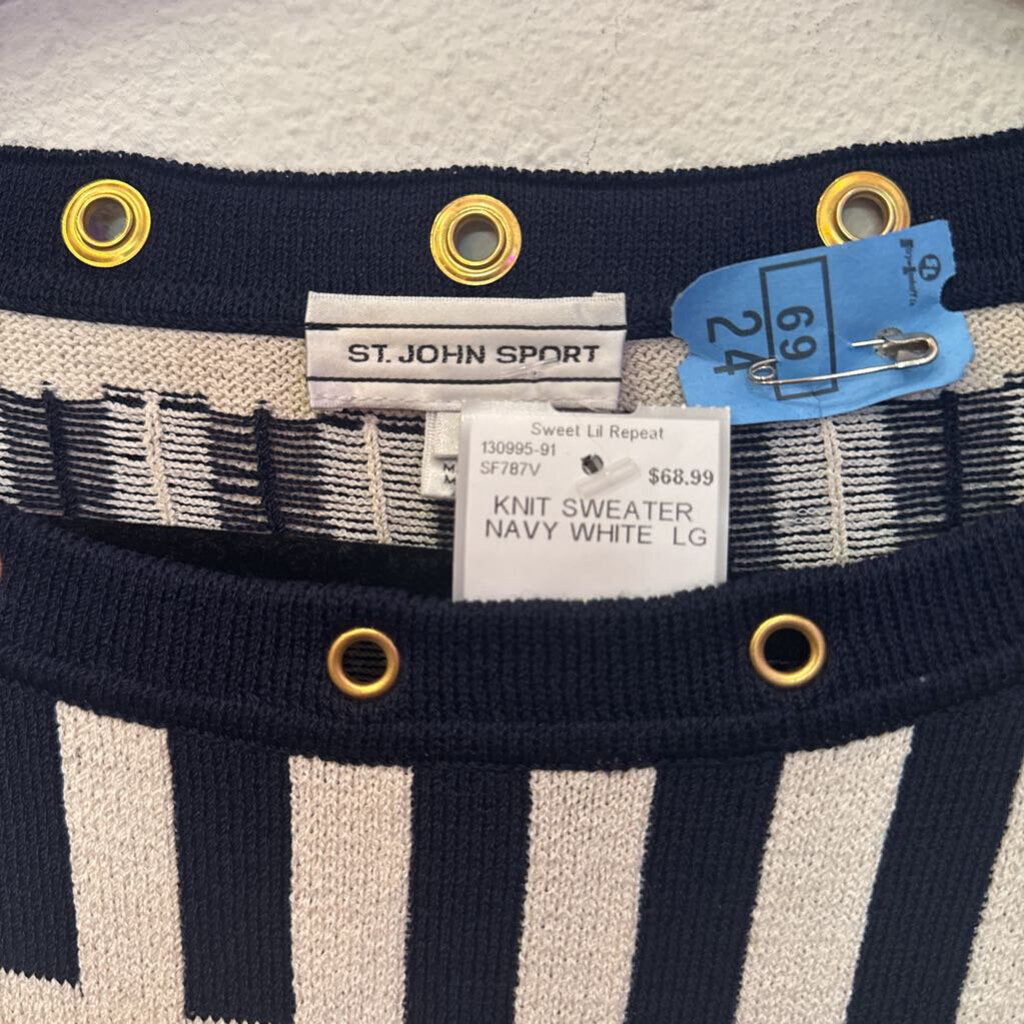 ST. JOHN SPORT
69
24
Sweet Lil Repeat
130995-91
SF787V
$68.99
KNIT SWEATER
NAVY WHITE LG
M
M